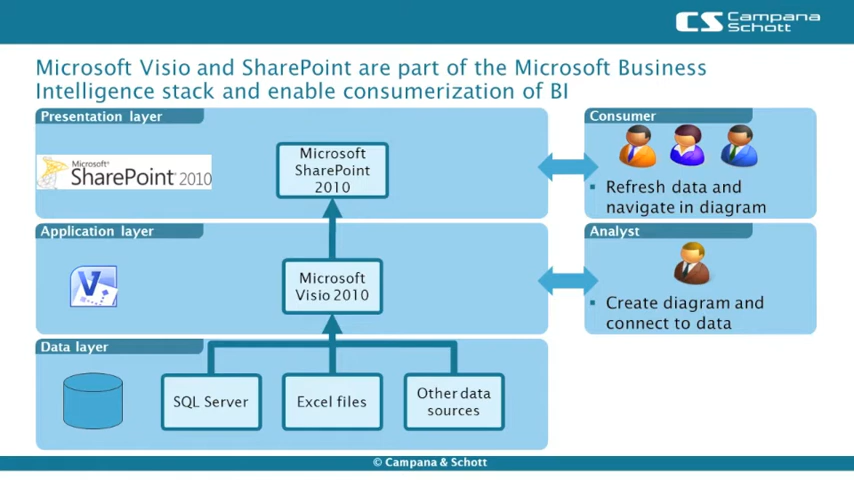 CS Campana
Schott
Microsoft Visio and SharePoint are part of the Microsoft Business
Intelligence stack and enable consumerization of BI
Presentation layer
Microsoft®
SharePoint 2010
Microsoft
SharePoint
2010
Consumer
▪ Refresh data and
navigate in diagram
Application layer
V
Microsoft
Visio 2010
Analyst
▪ Create diagram and
connect to data
Data layer
SQL Server
Excel files
Other data
sources
© Campana & Schott